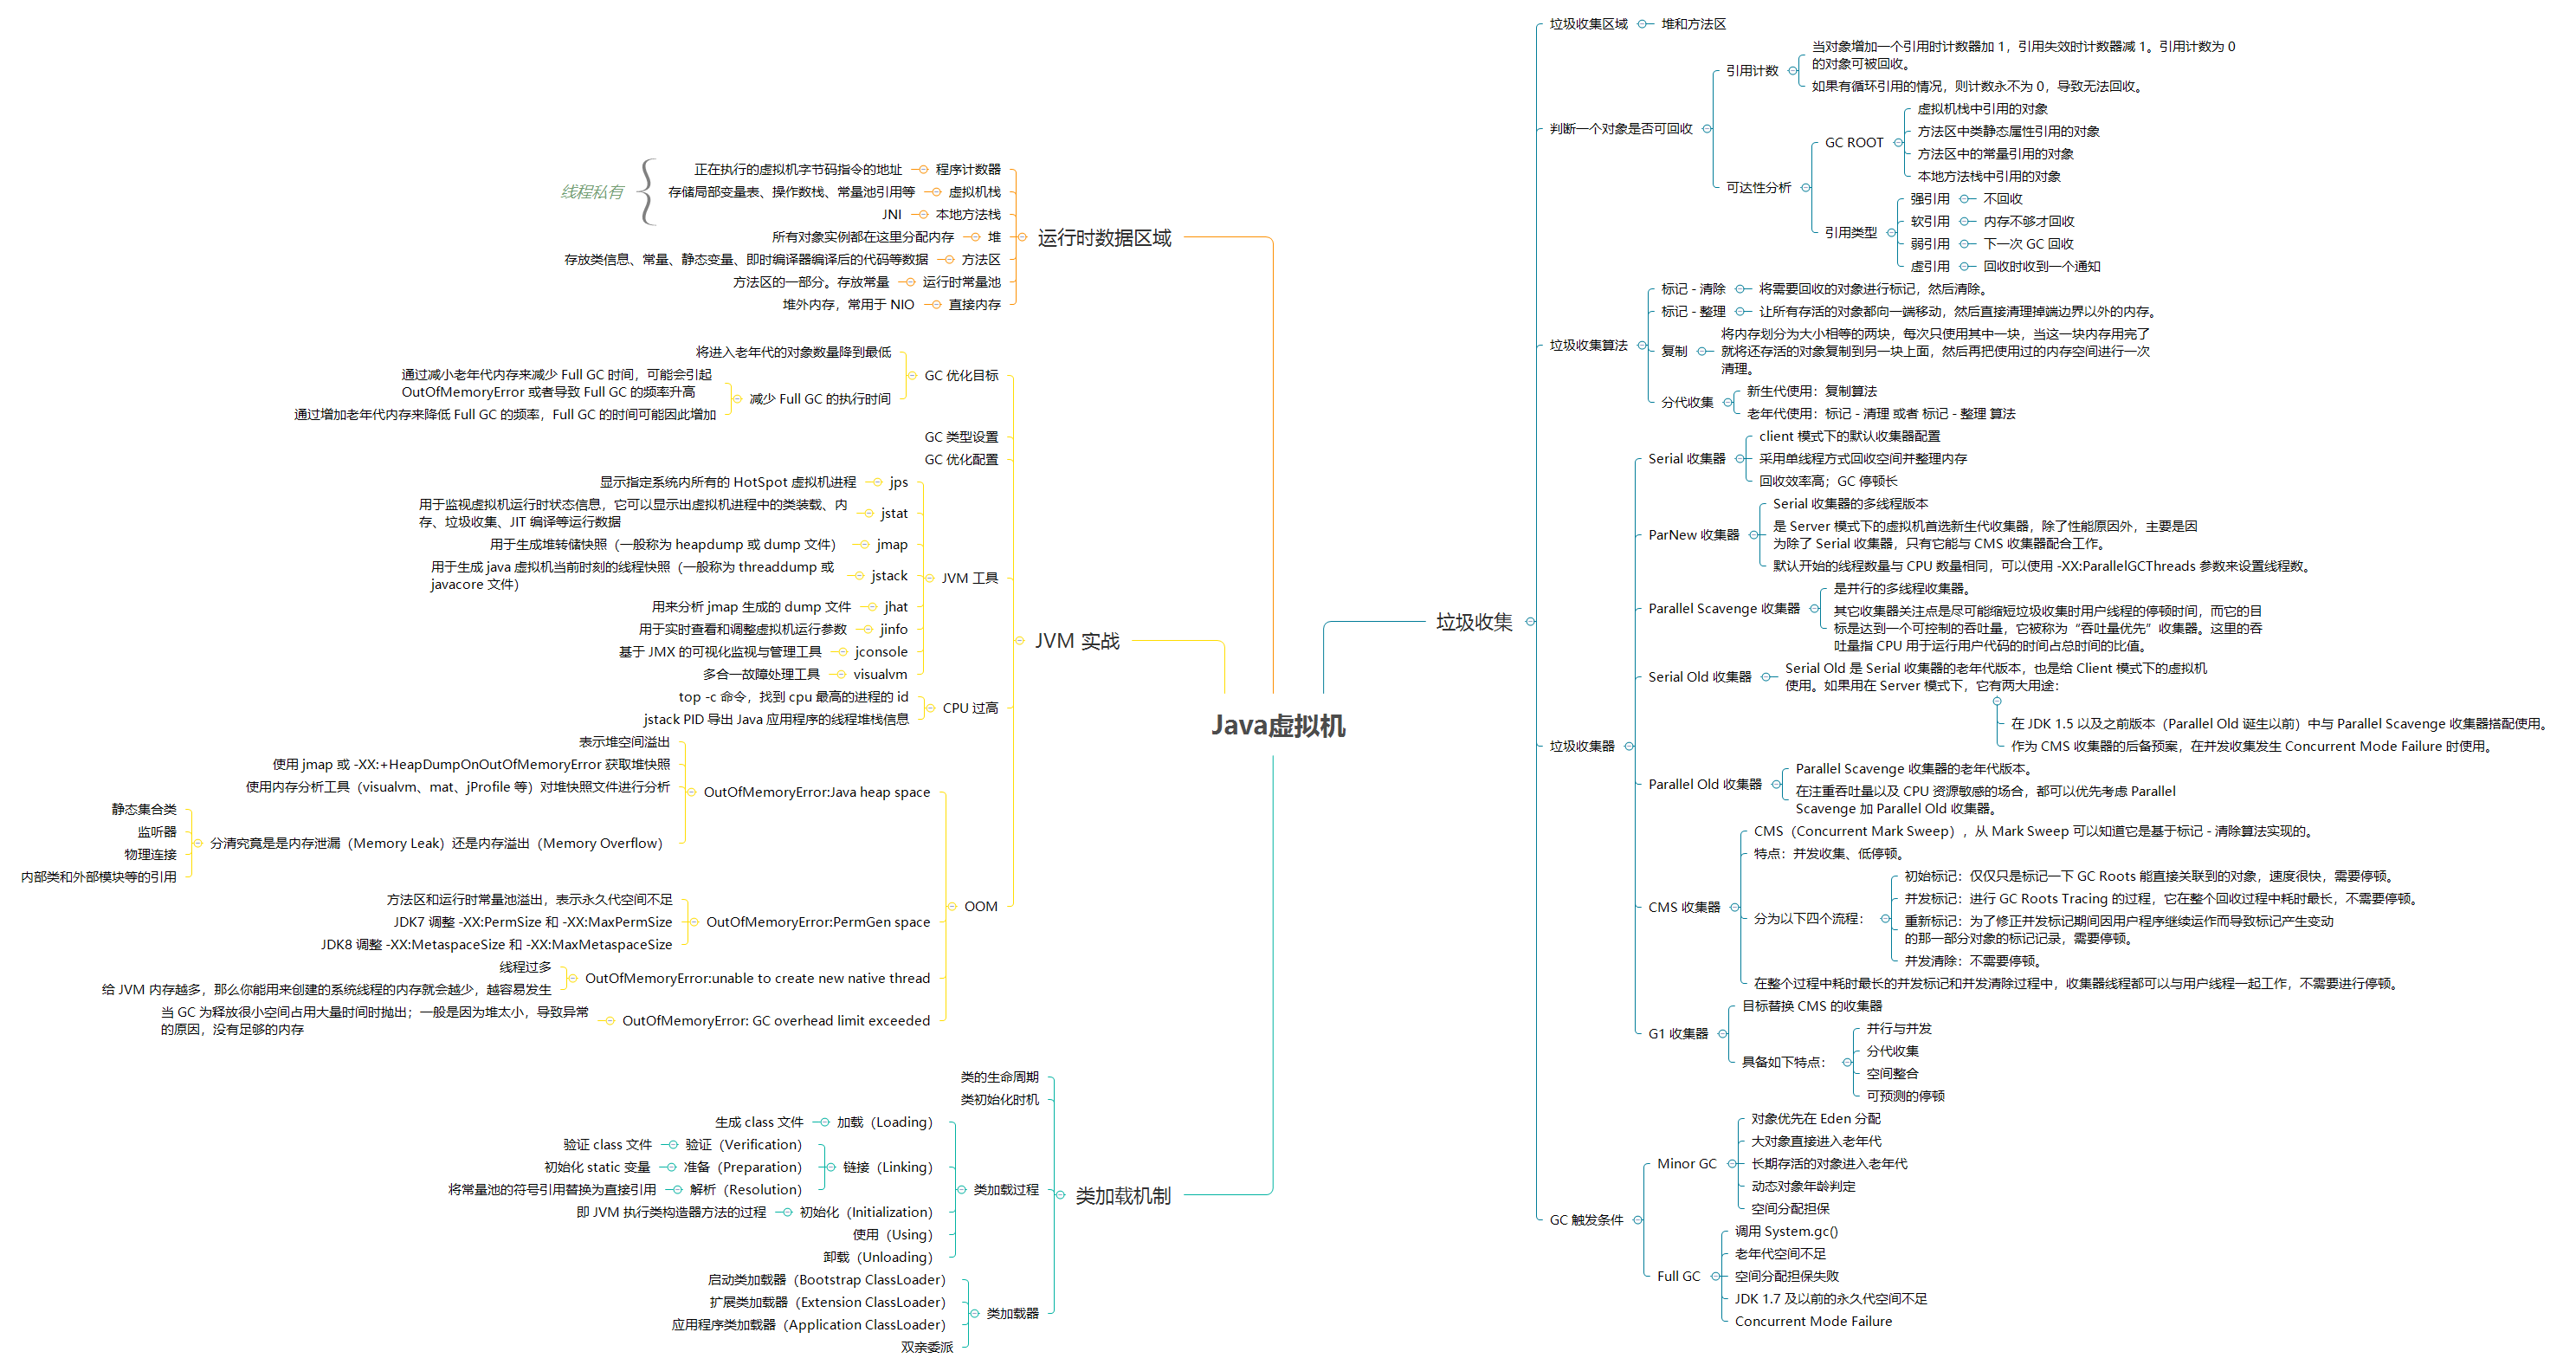 Java虚拟机
运行时数据区域
线程私有
程序计数器
正在执行的虚拟机字节码指令的地址
虚拟机栈
存储局部变量表、操作数栈、常量池引用等
本地方法栈
JNI
堆
所有对象实例都在这里分配内存
方法区
存放类信息、常量、静态变量、即时编译器编译后的代码等数据
运行时常量池
方法区的一部分。存放常量
直接内存
堆外内存，常用于 NIO
JVM 实战
GC 优化目标
将进入老年代的对象数量降到最低
减少 Full GC 的执行时间
通过减小老年代内存来减少 Full GC 时间，可能会引起
OutOfMemoryError 或者导致 Full GC 的频率升高
通过增加老年代内存来降低 Full GC 的频率，Full GC 的时间可能因此增加
GC 类型设置
GC 优化配置
JVM 工具
jps
显示指定系统内所有的 HotSpot 虚拟机进程
jstat
用于监视虚拟机运行时状态信息，它可以显示出虚拟机进程中的类装载、内
存、垃圾收集、JIT 编译等运行数据
jmap
用于生成堆转储快照（一般称为 heapdump 或 dump 文件）
jstack
用于生成 java 虚拟机当前时刻的线程快照（一般称为 threaddump 或
javacore 文件）
jhat
用来分析 jmap 生成的 dump 文件
jinfo
用于实时查看和调整虚拟机运行参数
jconsole
基于 JMX 的可视化监视与管理工具
visualvm
多合一故障处理工具
CPU 过高
top -c 命令，找到 cpu 最高的进程的 id
jstack PID 导出 Java 应用程序的线程堆栈信息
OOM
OutOfMemoryError:Java heap space
表示堆空间溢出
使用 jmap 或 -XX:+HeapDumpOnOutOfMemoryError 获取堆快照
使用内存分析工具（visualvm、mat、jProfile 等）对堆快照文件进行分析
分清究竟是是内存泄漏（Memory Leak）还是内存溢出（Memory Overflow）
静态集合类
监听器
物理连接
内部类和外部模块等的引用
OutOfMemoryError:PermGen space
方法区和运行时常量池溢出，表示永久代空间不足
JDK7 调整 -XX:PermSize 和 -XX:MaxPermSize
JDK8 调整 -XX:MetaspaceSize 和 -XX:MaxMetaspaceSize
OutOfMemoryError:unable to create new native thread
线程过多
给 JVM 内存越多，那么你能用来创建的系统线程的内存就会越少，越容易发生
OutOfMemoryError: GC overhead limit exceeded
当 GC 为释放很小空间占用大量时间时抛出；一般是因为堆太小，导致异常
的原因，没有足够的内存
类加载机制
类的生命周期
类初始化时机
类加载过程
加载（Loading）
生成 class 文件
链接（Linking）
验证（Verification）
验证 class 文件
准备（Preparation）
初始化 static 变量
解析（Resolution）
将常量池的符号引用替换为直接引用
初始化（Initialization）
即 JVM 执行类构造器方法的过程
使用（Using）
卸载（Unloading）
类加载器
启动类加载器（Bootstrap ClassLoader）
扩展类加载器（Extension ClassLoader）
应用程序类加载器（Application ClassLoader）
双亲委派
垃圾收集
垃圾收集区域
堆和方法区
判断一个对象是否可回收
引用计数
当对象增加一个引用时计数器加 1，引用失效时计数器减 1。引用计数为 0
的对象可被回收。
如果有循环引用的情况，则计数永不为 0，导致无法回收。
可达性分析
GC ROOT
虚拟机栈中引用的对象
方法区中类静态属性引用的对象
方法区中的常量引用的对象
本地方法栈中引用的对象
引用类型
强引用
不回收
软引用
内存不够才回收
弱引用
下一次 GC 回收
虚引用
回收时收到一个通知
垃圾收集算法
标记 - 清除
将需要回收的对象进行标记，然后清除。
标记 - 整理
让所有存活的对象都向一端移动，然后直接清理掉端边界以外的内存。
复制
将内存划分为大小相等的两块，每次只使用其中一块，当这一块内存用完了
就将还存活的对象复制到另一块上面，然后再把使用过的内存空间进行一次
清理。
分代收集
新生代使用：复制算法
老年代使用：标记 - 清理 或者 标记 - 整理 算法
垃圾收集器
Serial 收集器
client 模式下的默认收集器配置
采用单线程方式回收空间并整理内存
回收效率高；GC 停顿长
ParNew 收集器
Serial 收集器的多线程版本
是 Server 模式下的虚拟机首选新生代收集器，除了性能原因外，主要是因
为除了 Serial 收集器，只有它能与 CMS 收集器配合工作。
默认开始的线程数量与 CPU 数量相同，可以使用 -XX:ParallelGCThreads 参数来设置线程数。
Parallel Scavenge 收集器
是并行的多线程收集器。
其它收集器关注点是尽可能缩短垃圾收集时用户线程的停顿时间，而它的目
标是达到一个可控制的吞吐量，它被称为“吞吐量优先”收集器。这里的吞
吐量指 CPU 用于运行用户代码的时间占总时间的比值。
Serial Old 收集器
Serial Old 是 Serial 收集器的老年代版本，也是给 Client 模式下的虚拟机
使用。如果用在 Server 模式下，它有两大用途：
在 JDK 1.5 以及之前版本（Parallel Old 诞生以前）中与 Parallel Scavenge 收集器搭配使用。
作为 CMS 收集器的后备预案，在并发收集发生 Concurrent Mode Failure 时使用。
Parallel Old 收集器
Parallel Scavenge 收集器的老年代版本。
在注重吞吐量以及 CPU 资源敏感的场合，都可以优先考虑 Parallel
Scavenge 加 Parallel Old 收集器。
CMS 收集器
CMS（Concurrent Mark Sweep），从 Mark Sweep 可以知道它是基于标记 - 清除算法实现的。
特点：并发收集、低停顿。
分为以下四个流程：
初始标记：仅仅只是标记一下 GC Roots 能直接关联到的对象，速度很快，需要停顿。
并发标记：进行 GC Roots Tracing 的过程，它在整个回收过程中耗时最长，不需要停顿。
重新标记：为了修正并发标记期间因用户程序继续运作而导致标记产生变动
的那一部分对象的标记记录，需要停顿。
并发清除：不需要停顿。
在整个过程中耗时最长的并发标记和并发清除过程中，收集器线程都可以与用户线程一起工作，不需要进行停顿。
G1 收集器
目标替换 CMS 的收集器
具备如下特点：
并行与并发
分代收集
空间整合
可预测的停顿
GC 触发条件
Minor GC
对象优先在 Eden 分配
大对象直接进入老年代
长期存活的对象进入老年代
动态对象年龄判定
空间分配担保
Full GC
调用 System.gc()
老年代空间不足
空间分配担保失败
JDK 1.7 及以前的永久代空间不足
Concurrent Mode Failure